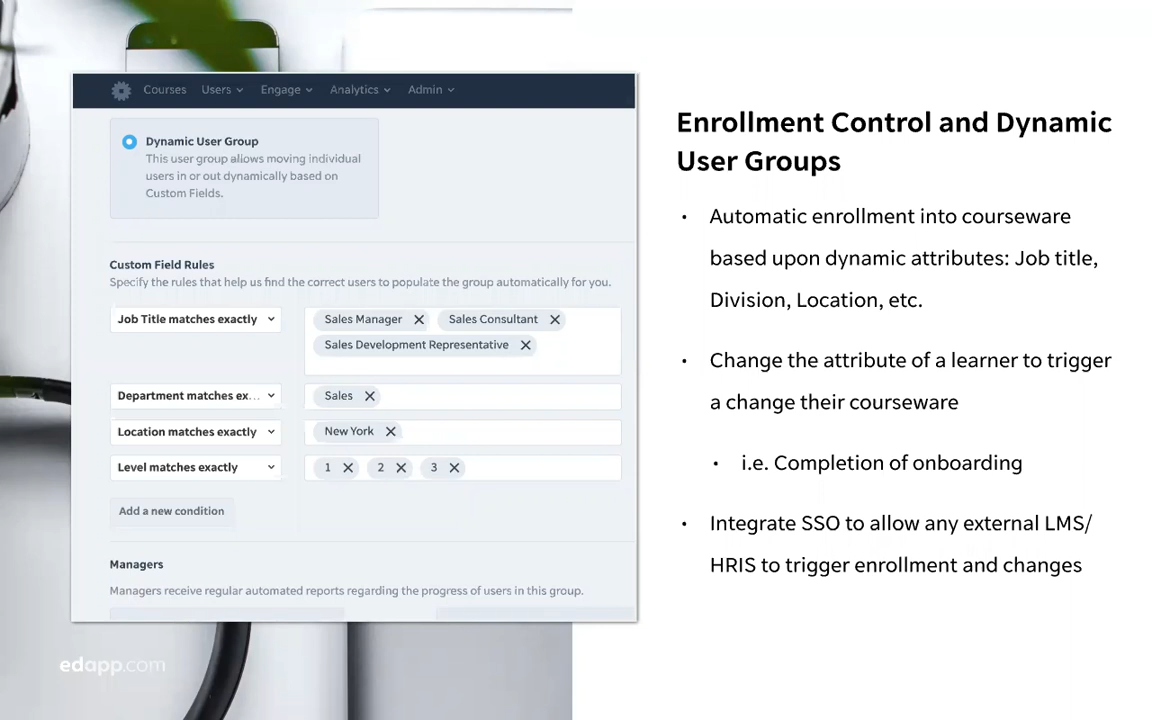 Courses Users Engage Analytics Admin
Dynamic User Group
This user group allows moving individual
users in or out dynamically based on
Custom Fields.
Custom Field Rules
Specify the rules that help us find the correct users to populate the group automatically for you.
Job Title matches exactly
Sales Manager Sales Consultant
Sales Development Representative
Department matches ex... Sales
Location matches exactly New York
Level matches exactly 1 2 3
Add a new condition
Managers
Managers receive regular automated reports regarding the progress of users in this group.
edapp.com
Enrollment Control and Dynamic
User Groups
• Automatic enrollment into courseware
based upon dynamic attributes: Job title,
Division, Location, etc.
• Change the attribute of a learner to trigger
a change their courseware
• i.e. Completion of onboarding
• Integrate SSO to allow any external LMS/
HRIS to trigger enrollment and changes